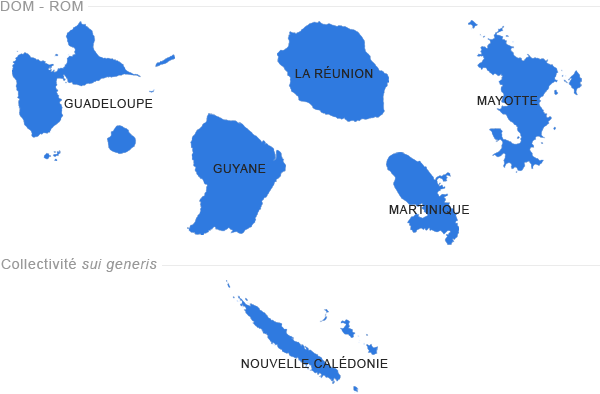 DOM - ROM
LA RÉUNION
MAYOTTE
GUADELOUPE
GUYANE
MARTINIQUE
Collectivité sui generis
NOUVELLE CALÉDONIE